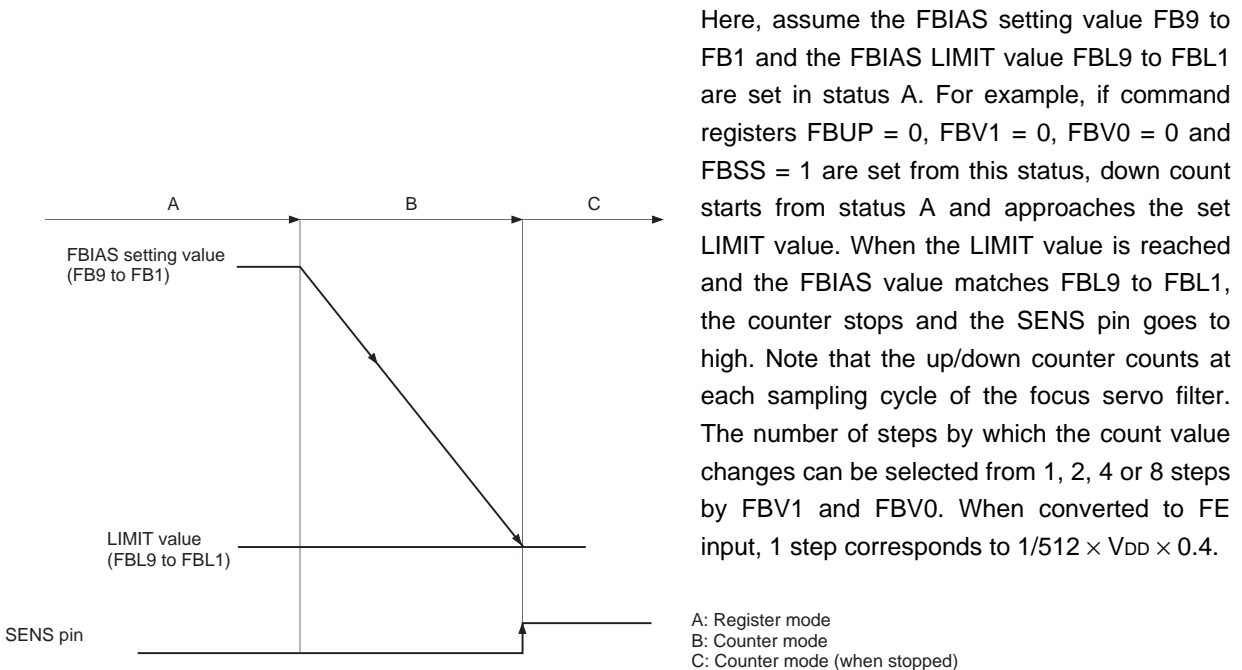 Here, assume the FBIAS setting value FB9 to
FB1 and the FBIAS LIMIT value FBL9 to FBL1
are set in status A. For example, if command
registers FBUP = 0, FBV1 = 0, FBV0 = 0 and
FBSS = 1 are set from this status, down count
starts from status A and approaches the set
LIMIT value. When the LIMIT value is reached
and the FBIAS value matches FBL9 to FBL1,
the counter stops and the SENS pin goes to
high. Note that the up/down counter counts at
each sampling cycle of the focus servo filter.
The number of steps by which the count value
changes can be selected from 1, 2, 4 or 8 steps
by FBV1 and FBV0. When converted to FE
input, 1 step corresponds to 1/512 × VDD × 0.4.
A B C
FBIAS setting value
(FB9 to FB1)
LIMIT value
(FBL9 to FBL1)
SENS pin
A: Register mode
B: Counter mode
C: Counter mode (when stopped)